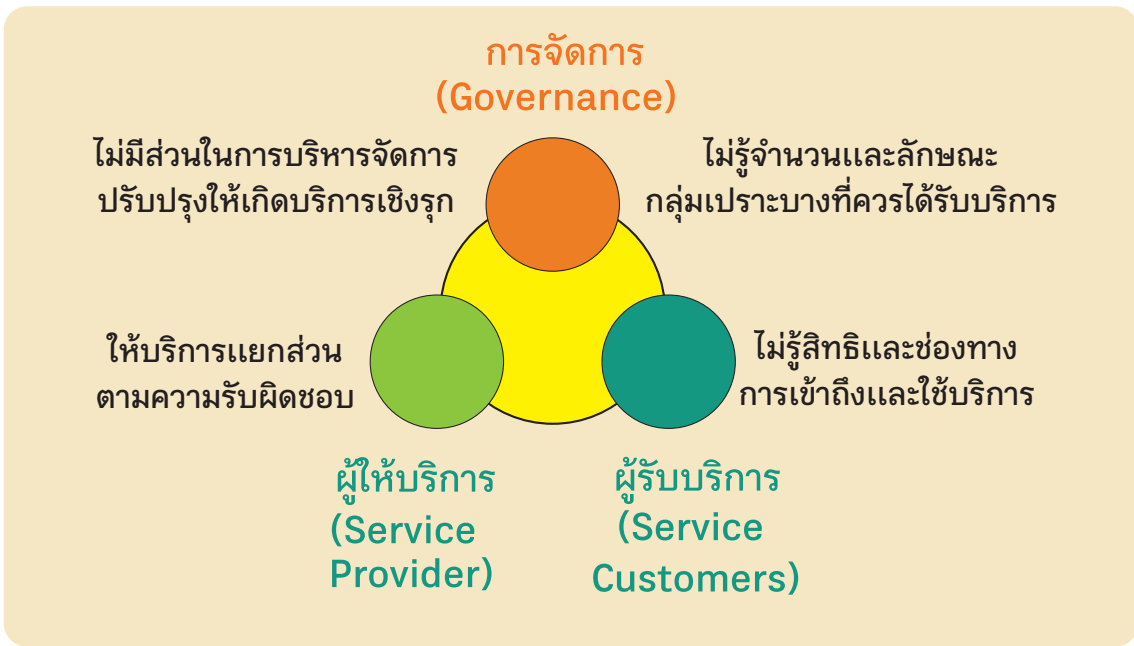 การจัดการ
(Governance)
ไม่มีส่วนในการบริหารจัดการ
ปรับปรุงให้เกิดบริการเชิงรุก
ไม่รู้จำนวนและลักษณะ
กลุ่มเปราะบางที่ควรได้รับบริการ
ให้บริการแยกส่วน
ตามความรับผิดชอบ
ไม่รู้สิทธิและช่องทาง
การเข้าถึงและใช้บริการ
ผู้ให้บริการ
(Service
Provider)
ผู้รับบริการ
(Service
Customers)